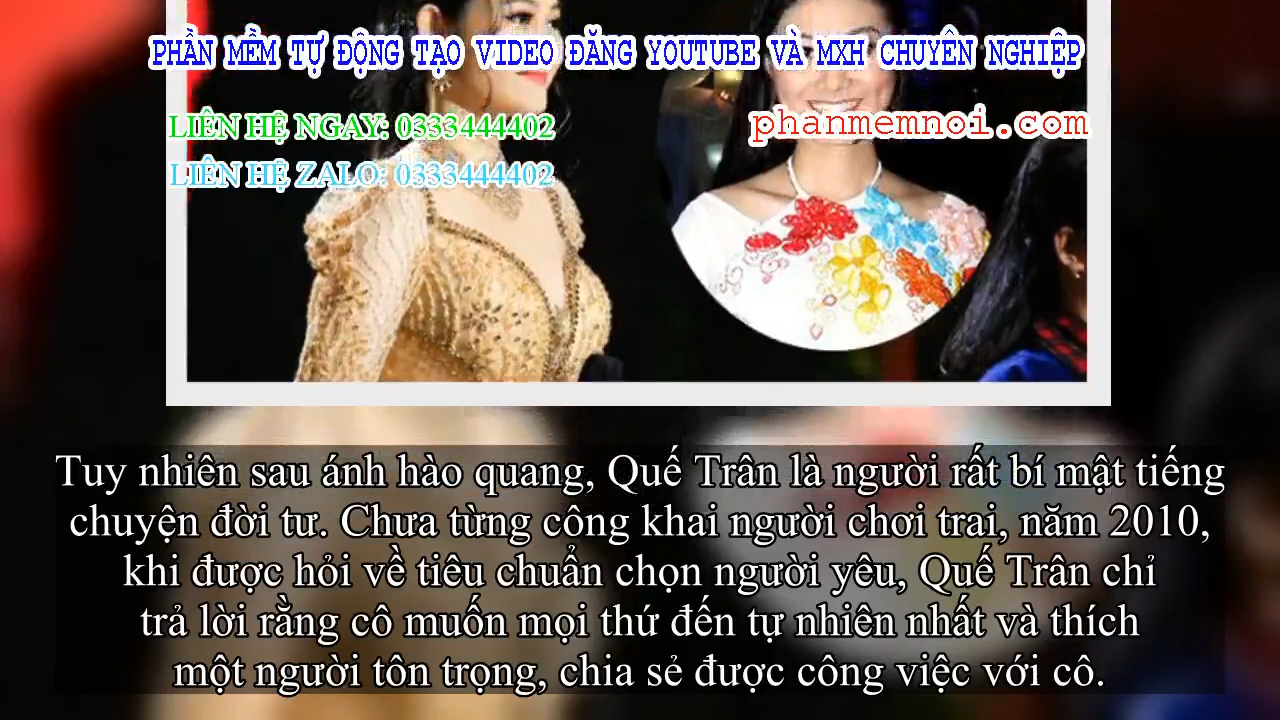 PHẦN MỀM TỰ ĐỘNG TẠO VIDEO ĐĂNG YOUTUBE VÀ MXH CHUYÊN NGHIỆP
LIÊN HỆ NGAY: 0333444402
phanmemnoi.com
LIÊN HỆ ZALO: 0333444402
Tuy nhiên sau ánh hào quang, Quế Trân là người rất bí mật tiếng
chuyện đời tư. Chưa từng công khai người chơi trai, năm 2010,
khi được hỏi về tiêu chuẩn chọn người yêu, Quế Trân chỉ
trả lời rằng cô muốn mọi thứ đến tự nhiên nhất và thích
một người tôn trọng, chia sẻ được công việc với cô.